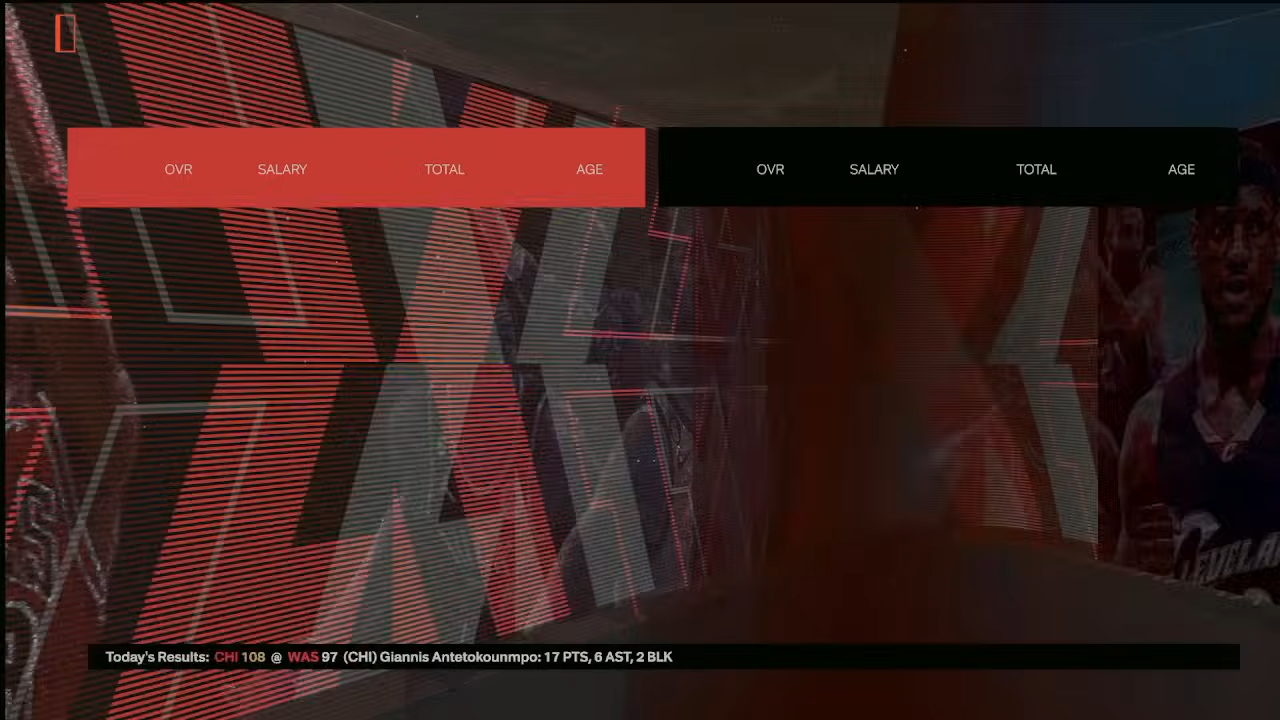 OVR SALARY TOTAL AGE OVR SALARY TOTAL AGE
CLEVELA
Today's Results: CHI 108 @ WAS 97 (CHI) Giannis Antetokounmpo: 17 PTS, 6 AST, 2 BLK